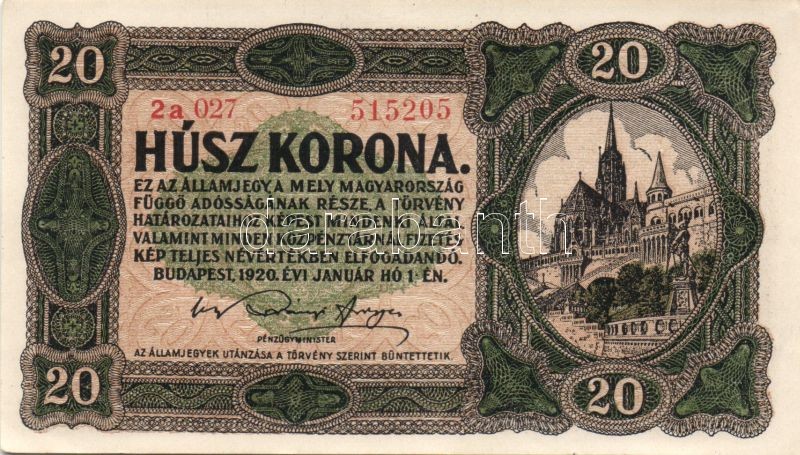 20 20
2a 027 515205
HÚSZ KORONA.
EZ AZ ÁLLAMJEGY, A MELY MAGYARORSZÁG
FÜGGŐ ADÓSSÁGÁNAK RÉSZE, A TÖRVÉNY
HATÁROZATAIHOZ KÉPEST MINDENKI ÁLTAL
VALAMINT MINDEN KÖZPÉNZTÁRNÁL FIZETÉS-
KÉP TELJES NÉVÉRTÉKBEN ELFOGADANDÓ.
BUDAPEST, 1920. ÉVI JANUÁR HÓ 1-ÉN.
PÉNZÜGYMINISTER
AZ ÁLLAMJEGYEK UTÁNZÁSA A TÖRVÉNY SZERINT BÜNTETTETIK.
20 20
darabanth